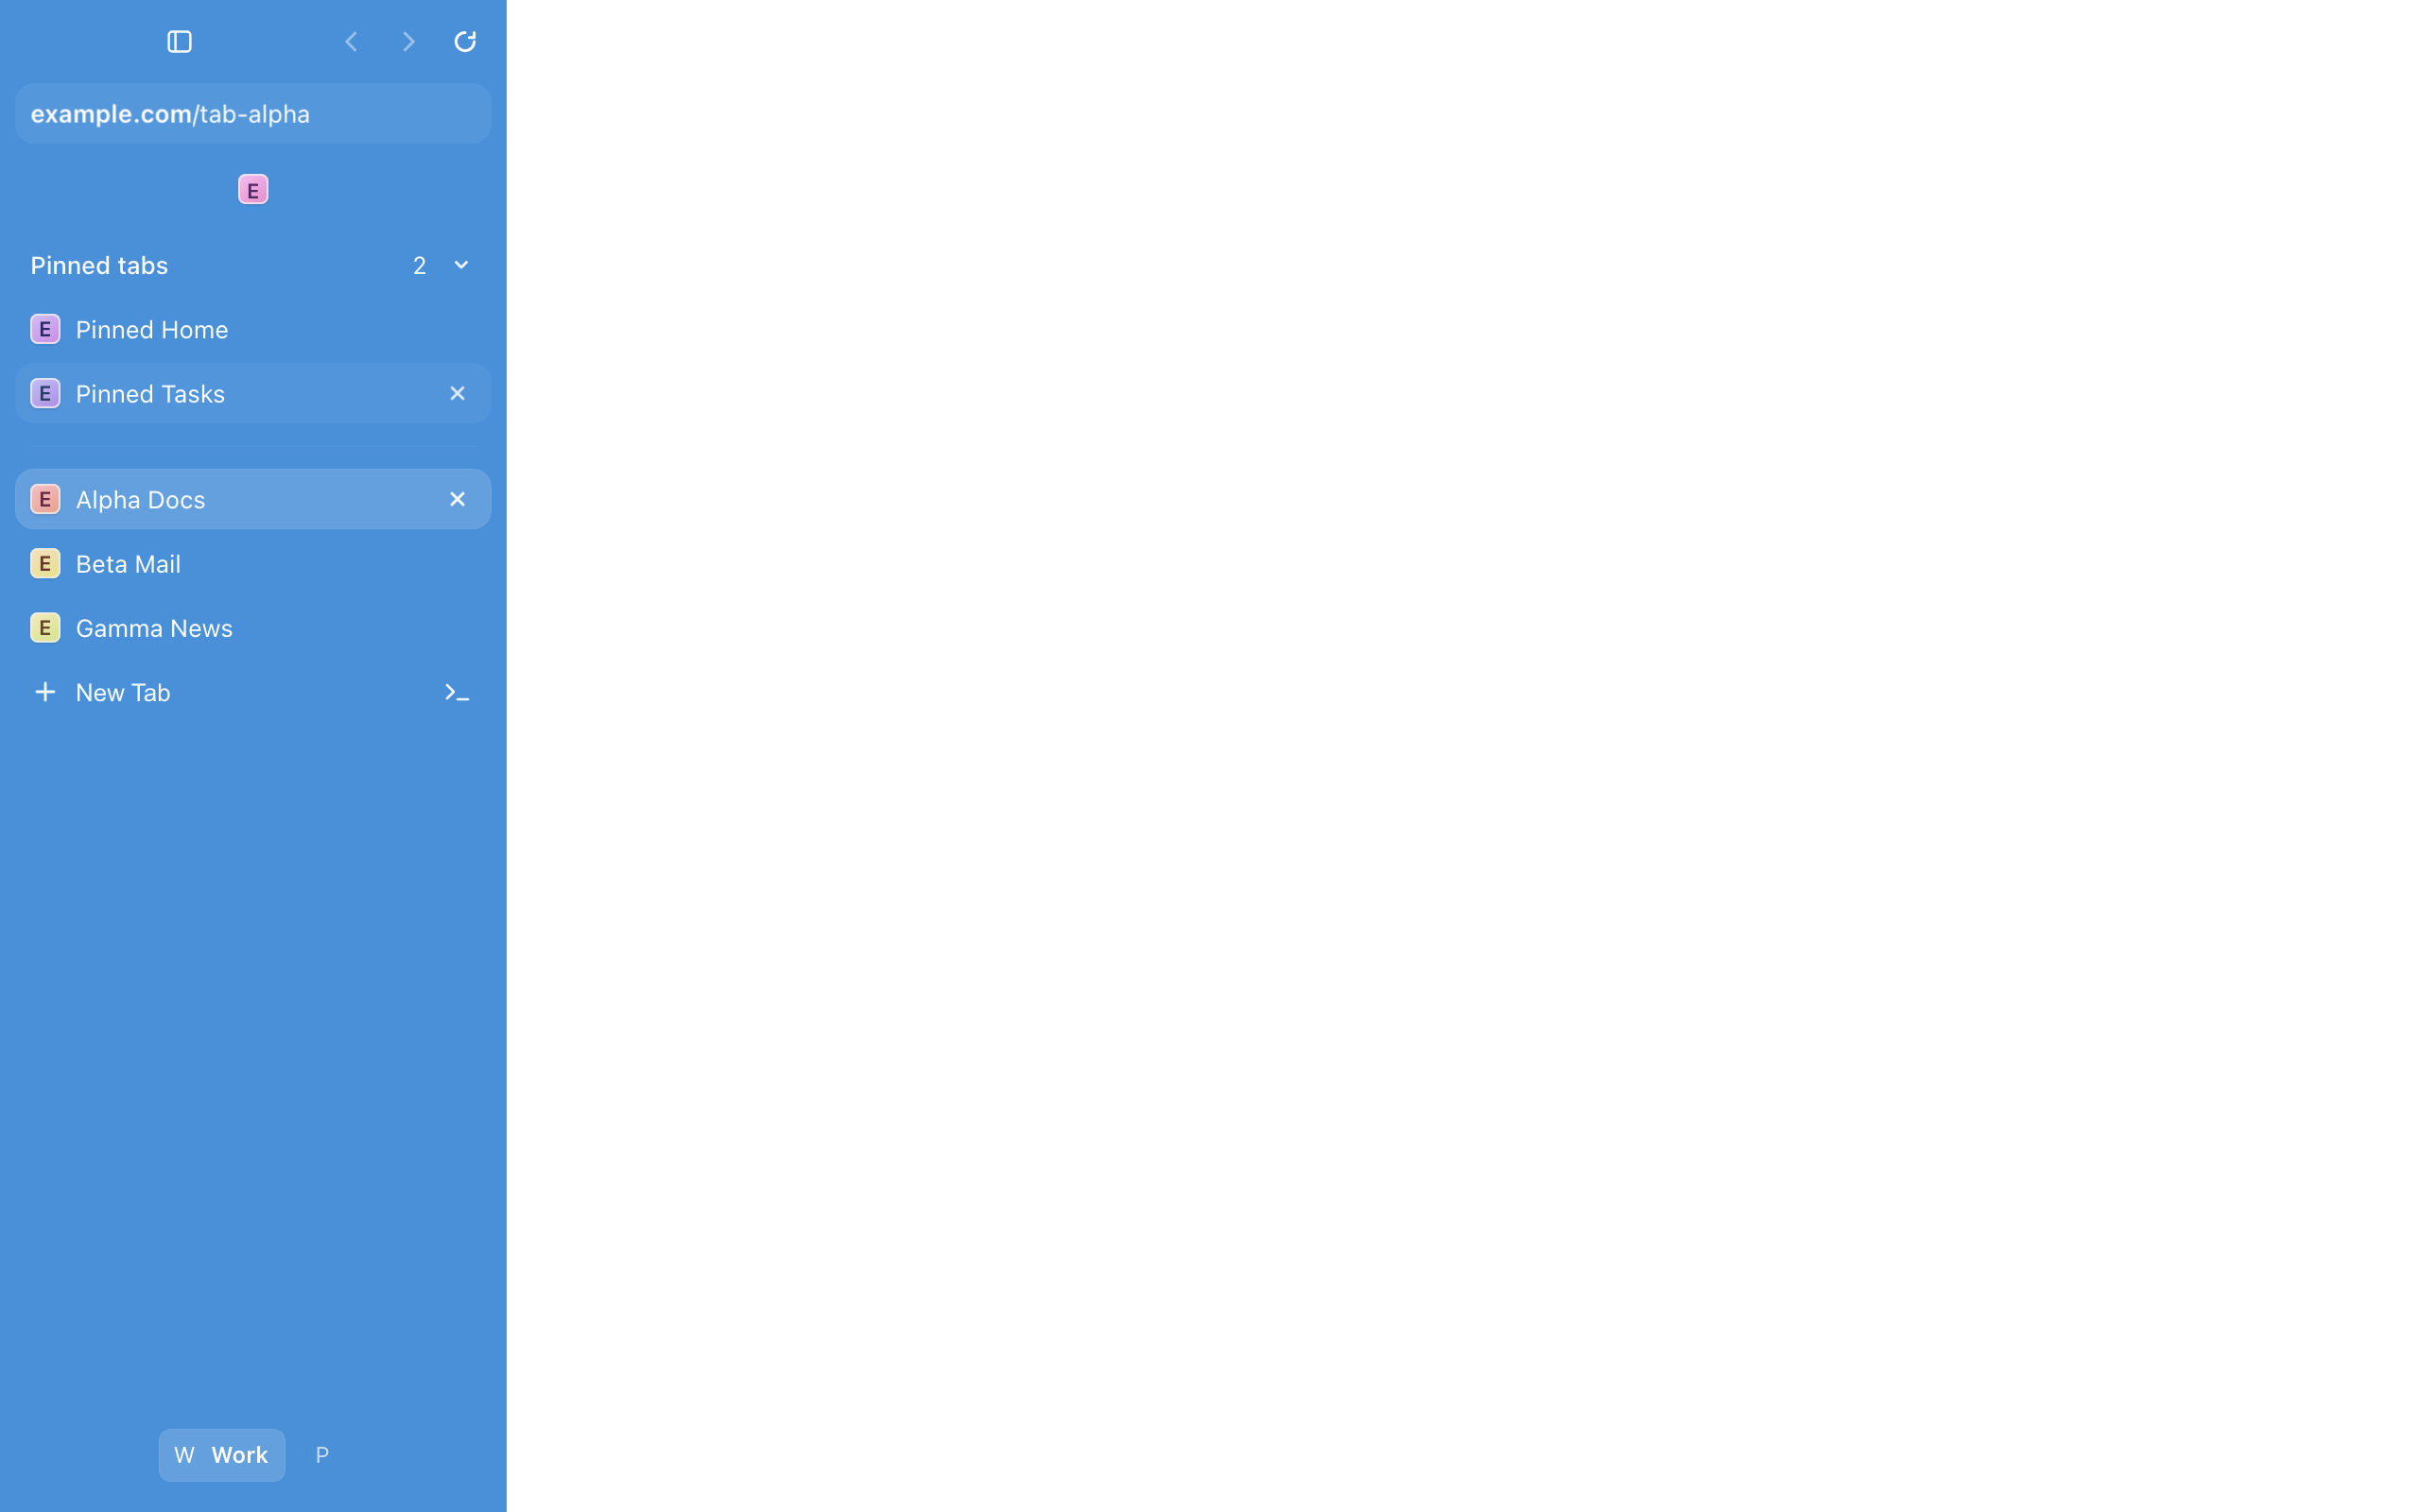 example.com/tab-alpha
E
Pinned tabs 2
E Pinned Home
E Pinned Tasks
E Alpha Docs
E Beta Mail
E Gamma News
New Tab
W Work P